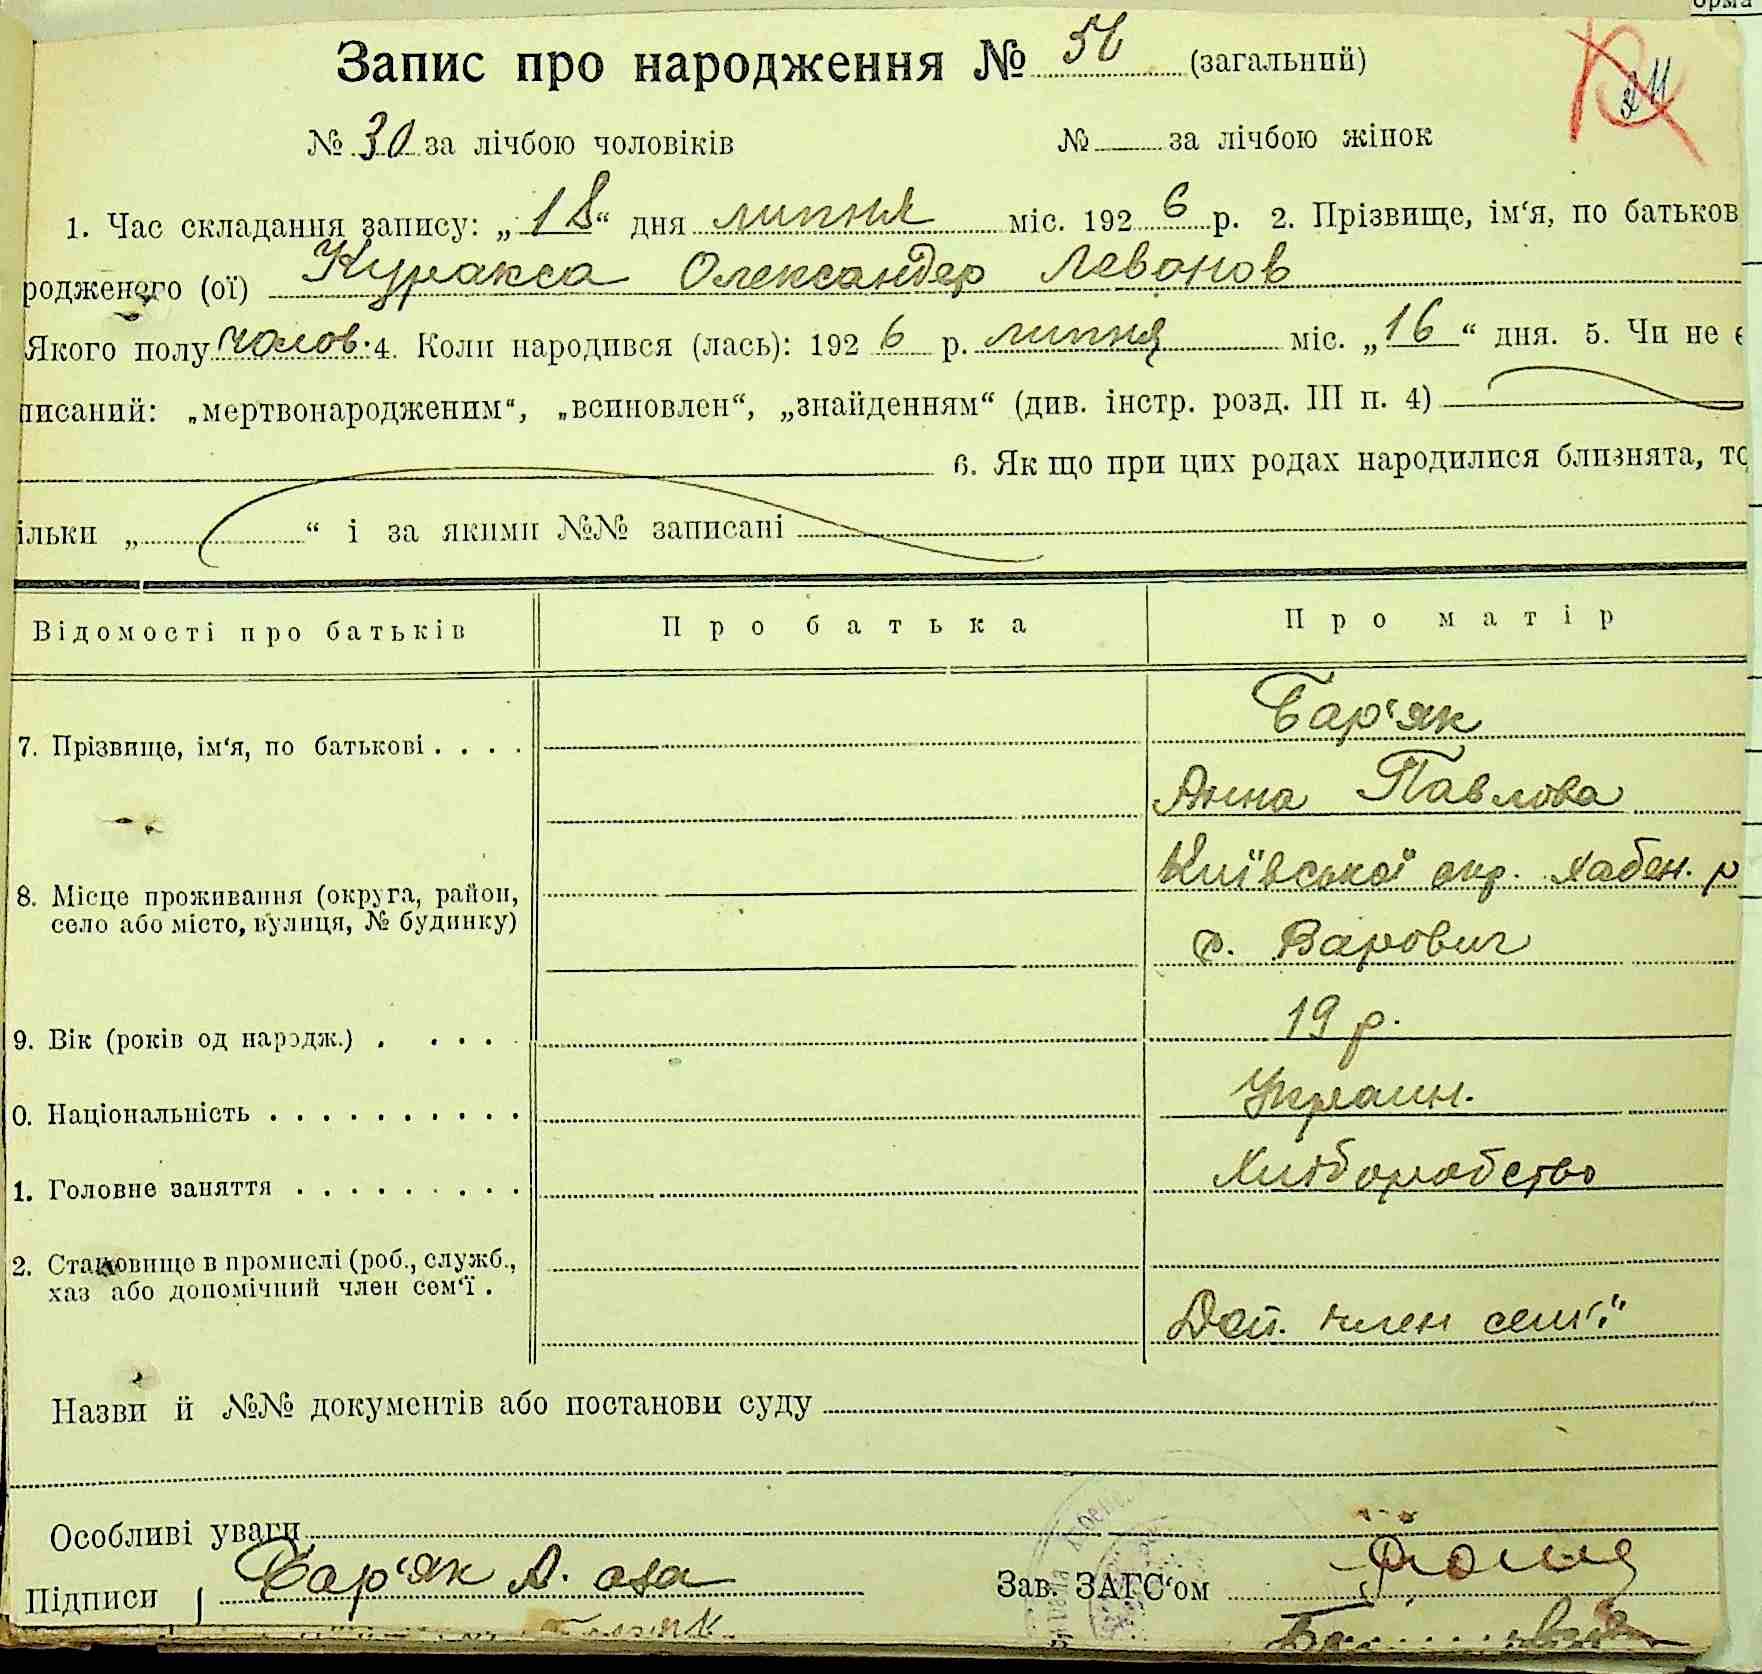 орма
Запис про народження № 56 (загальний)
211
№ 30 за лічбою чоловіків № за лічбою жінок
1. Час складання запису: „18“ дня липня міс. 1926 р. 2. Прізвище, ім‘я, по батьков
родженого (ої) Куракса Олександер Леванов
Якого полу чолов. 4. Коли народився (лась): 1926 р. липня міс. „16“ дня. 5. Чи не є
писаний: „мертвонародженим“, „всиновлен“, „знайденням“ (див. інстр. розд. III п. 4)
6. Як що при цих родах народилися близнята, то
ільки „ “ і за якими №№ записані
Відомості про батьків Про батька Про матір
7. Прізвище, ім‘я, по батькові . . . . Бар‘як
Анна Павлова
8. Місце проживання (округа, район, Київської окр. Хабен. р
село або місто, вулиця, № будинку) с. Варович
9. Вік (років од народж.) . . . . . 19 р.
0. Національність . . . . . . . . . . Украин.
1. Головне заняття . . . . . . . . . Хліборобство
2. Становище в промислі (роб., служб.,
хаз або допомічний член сем‘ї . Доп. член сем‘ї
Назви й №№ документів або постанови суду
Особливі уваги
Підписи Бар‘як А. Зав. ЗАГС‘ом